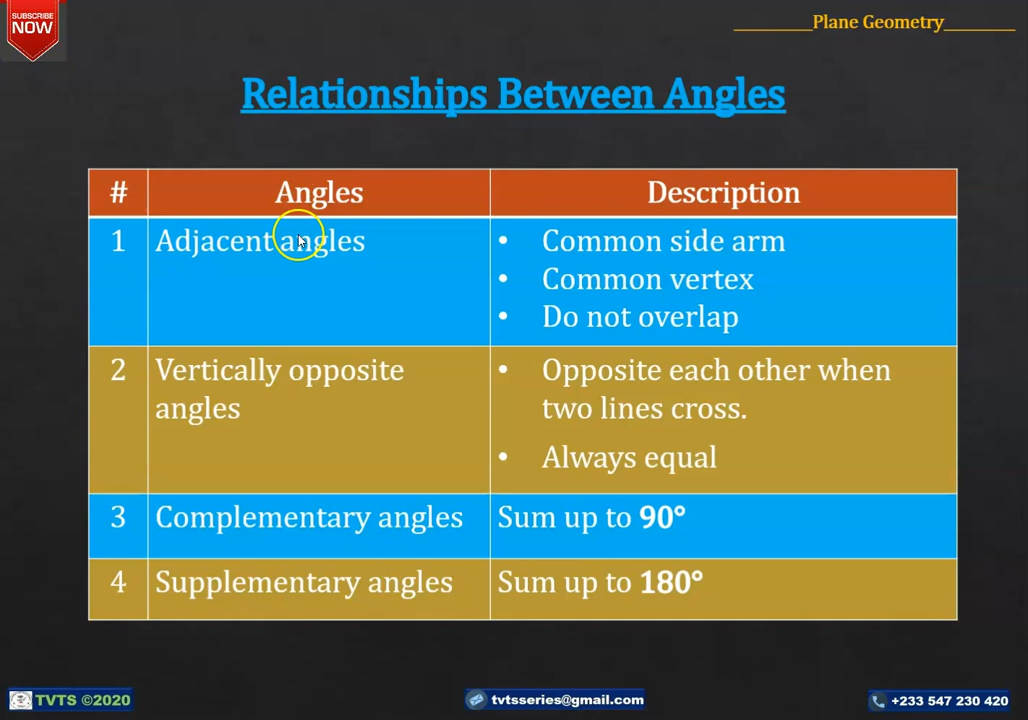 SUBSCRIBE
NOW
_________Plane Geometry________
Relationships Between Angles
# Angles Description
1 Adjacent angles • Common side arm
• Common vertex
• Do not overlap
2 Vertically opposite • Opposite each other when
angles two lines cross.
• Always equal
3 Complementary angles Sum up to 90°
4 Supplementary angles Sum up to 180°
TVTS ©2020 tvtsseries@gmail.com +233 547 230 420